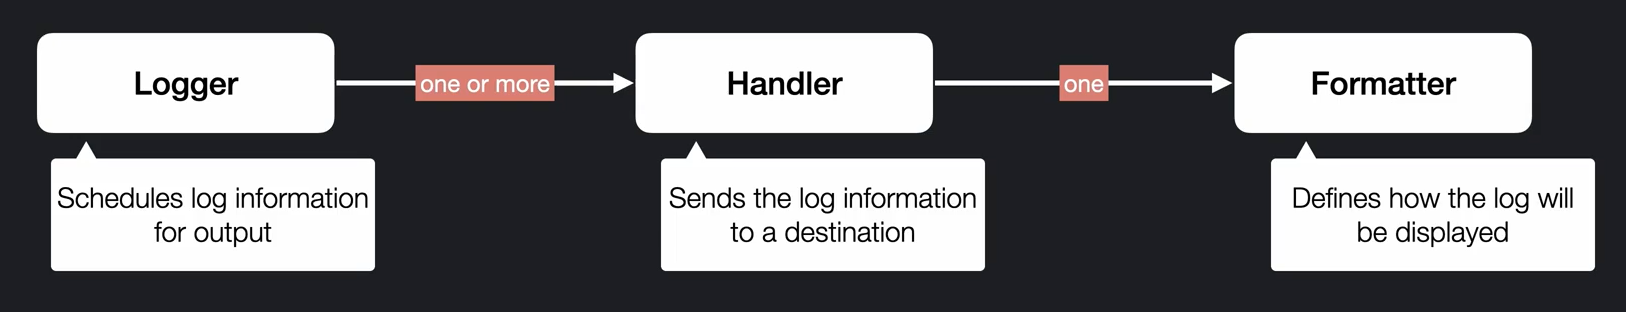 Logger
one or more
Handler
one
Formatter
Schedules log information
for output
Sends the log information
to a destination
Defines how the log will
be displayed